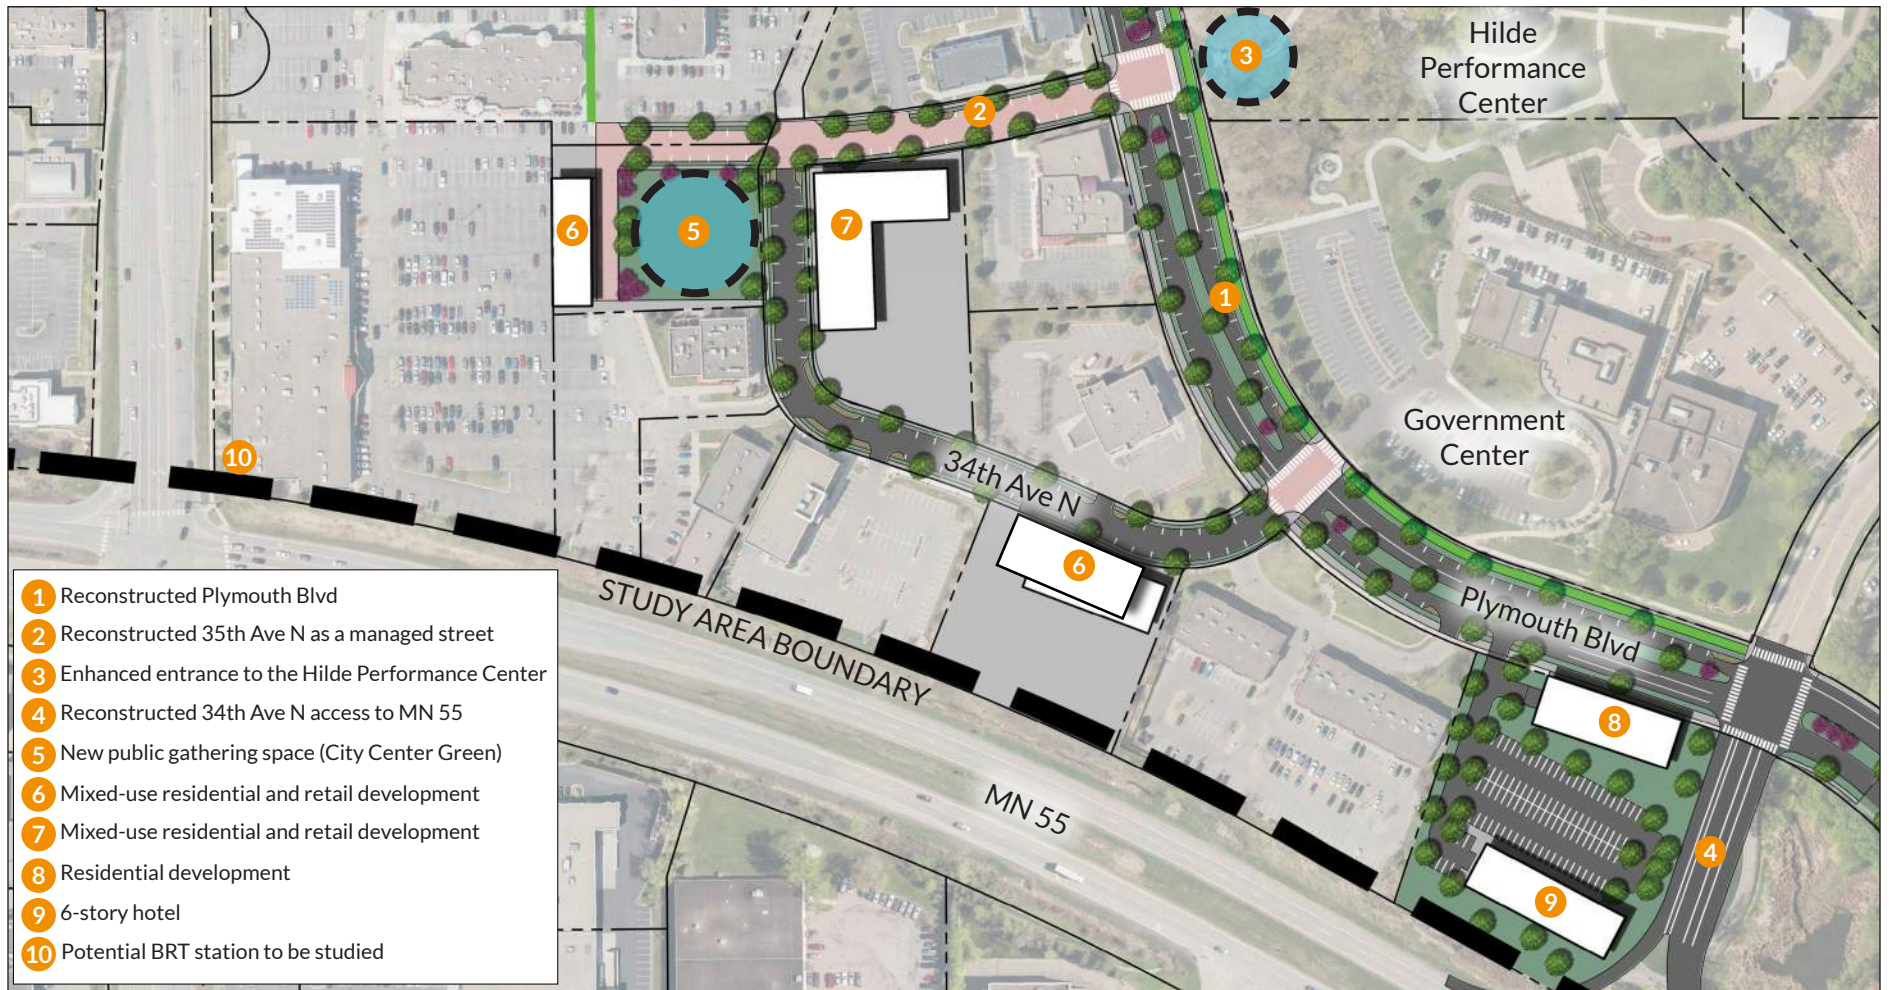 Hilde
Performance
Center
3
2
6
5
7
1
Government
Center
10
34th Ave N
6
STUDY AREA BOUNDARY
Plymouth Blvd
8
MN 55
4
9
1 Reconstructed Plymouth Blvd
2 Reconstructed 35th Ave N as a managed street
3 Enhanced entrance to the Hilde Performance Center
4 Reconstructed 34th Ave N access to MN 55
5 New public gathering space (City Center Green)
6 Mixed-use residential and retail development
7 Mixed-use residential and retail development
8 Residential development
9 6-story hotel
10 Potential BRT station to be studied